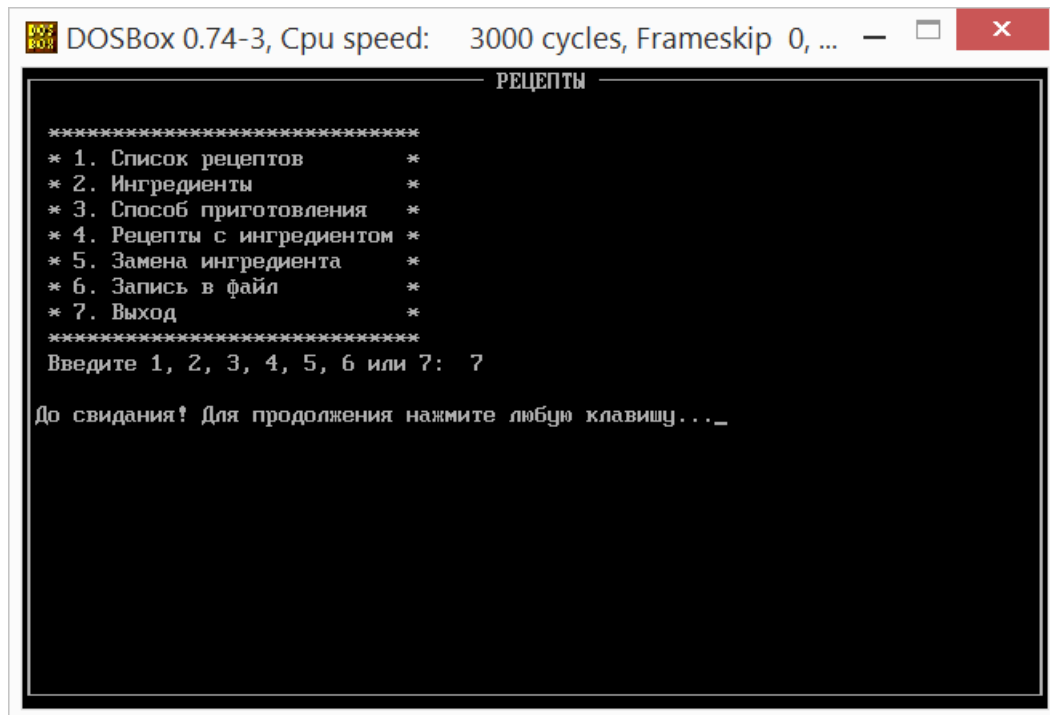 DOSBox 0.74-3, Cpu speed: 3000 cycles, Frameskip 0, ...
РЕЦЕПТЫ
*****************************
* 1. Список рецептов *
* 2. Ингредиенты *
* 3. Способ приготовления *
* 4. Рецепты с ингредиентом *
* 5. Замена ингредиента *
* 6. Запись в файл *
* 7. Выход *
*****************************
Введите 1, 2, 3, 4, 5, 6 или 7: 7
До свидания! Для продолжения нажмите любую клавишу..._